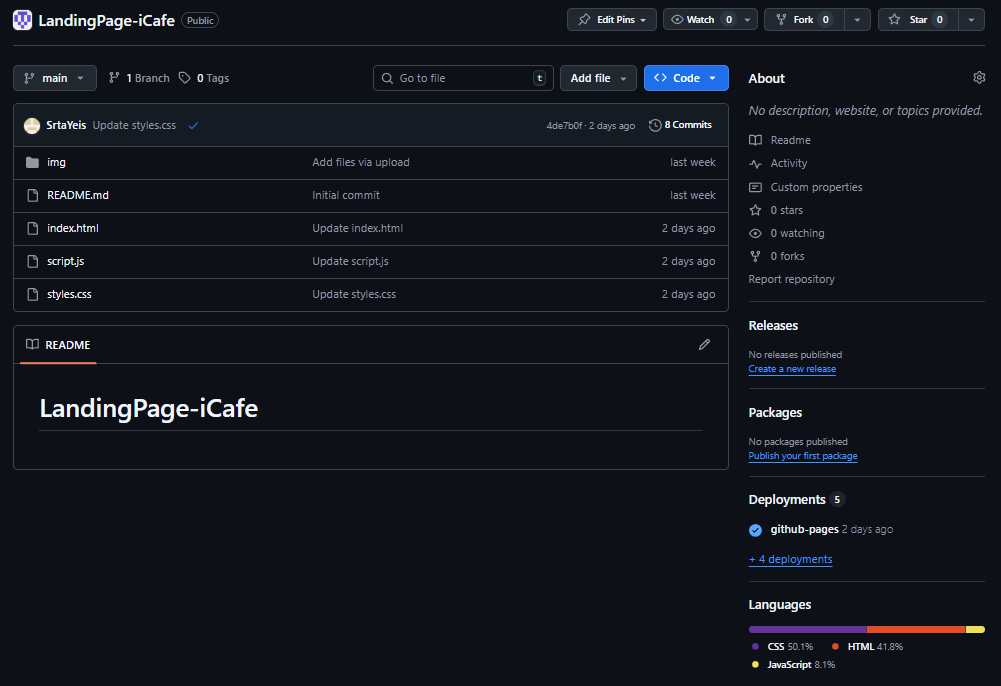 LandingPage-iCafe Public
Edit Pins Watch 0 Fork 0 Star 0
main 1 Branch 0 Tags Go to file t Add file Code
SrtaYeis Update styles.css 4de7b0f · 2 days ago 8 Commits
img Add files via upload last week
README.md Initial commit last week
index.html Update index.html 2 days ago
script.js Update script.js 2 days ago
styles.css Update styles.css 2 days ago
README
LandingPage-iCafe
About
No description, website, or topics provided.
Readme
Activity
Custom properties
0 stars
0 watching
0 forks
Report repository
Releases
No releases published
Create a new release
Packages
No packages published
Publish your first package
Deployments 5
github-pages 2 days ago
+ 4 deployments
Languages
CSS 50.1% HTML 41.8%
JavaScript 8.1%